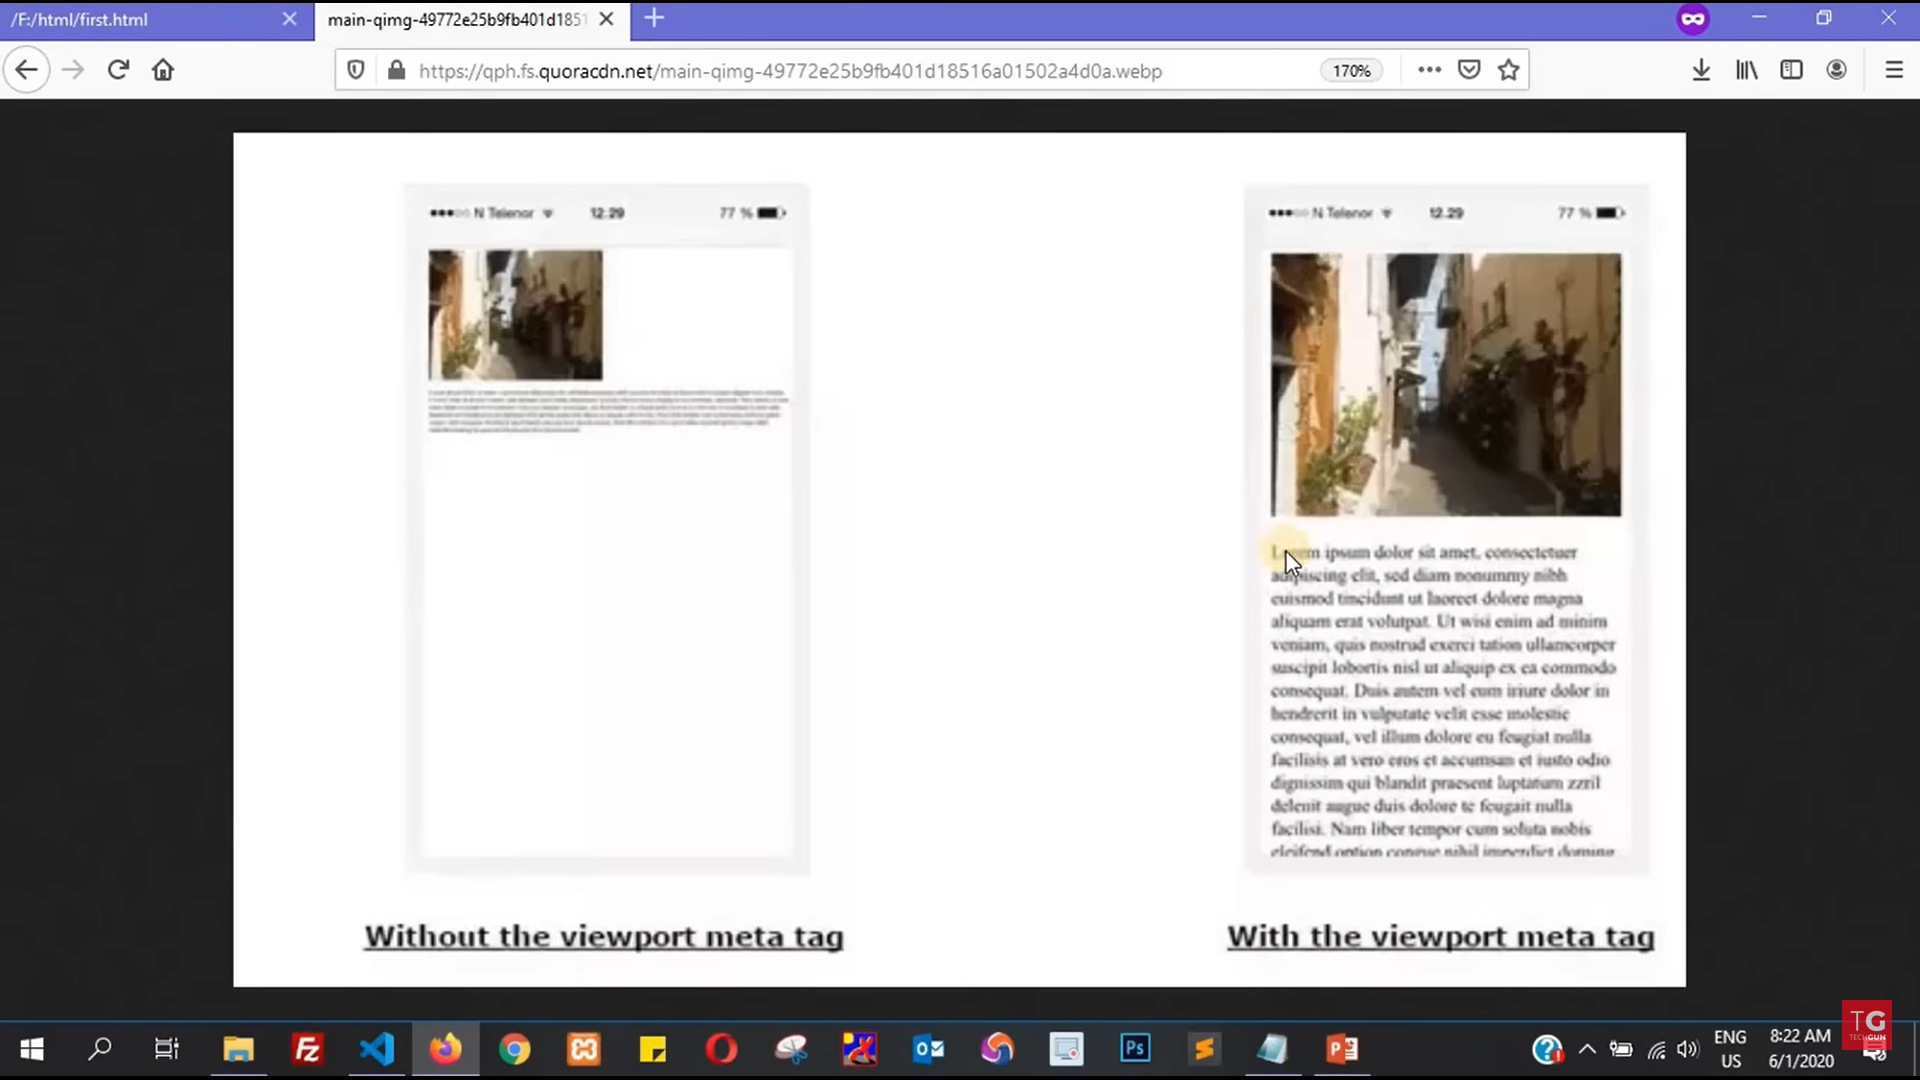 /F:/html/first.html
main-qimg-49772e25b9fb401d1851
https://qph.fs.quoracdn.net/main-qimg-49772e25b9fb401d18516a01502a4d0a.webp
170%
N Telenor 12.29 77 %
N Telenor 12.29 77 %
Lorem ipsum dolor sit amet, consectetuer
adipiscing elit, sed diam nonummy nibh
euismod tincidunt ut laoreet dolore magna
aliquam erat volutpat. Ut wisi enim ad minim
veniam, quis nostrud exerci tation ullamcorper
suscipit lobortis nisl ut aliquip ex ea commodo
consequat. Duis autem vel eum iriure dolor in
hendrerit in vulputate velit esse molestie
consequat, vel illum dolore eu feugiat nulla
facilisis at vero eros et accumsan et iusto odio
dignissim qui blandit praesent luptatum zzril
delenit augue duis dolore te feugait nulla
facilisi. Nam liber tempor cum soluta nobis
eleifend option congue nihil imperdiet doming
Without the viewport meta tag
With the viewport meta tag
TG
TECHGUN
Fz
Ps
ENG
US
8:22 AM
6/1/2020